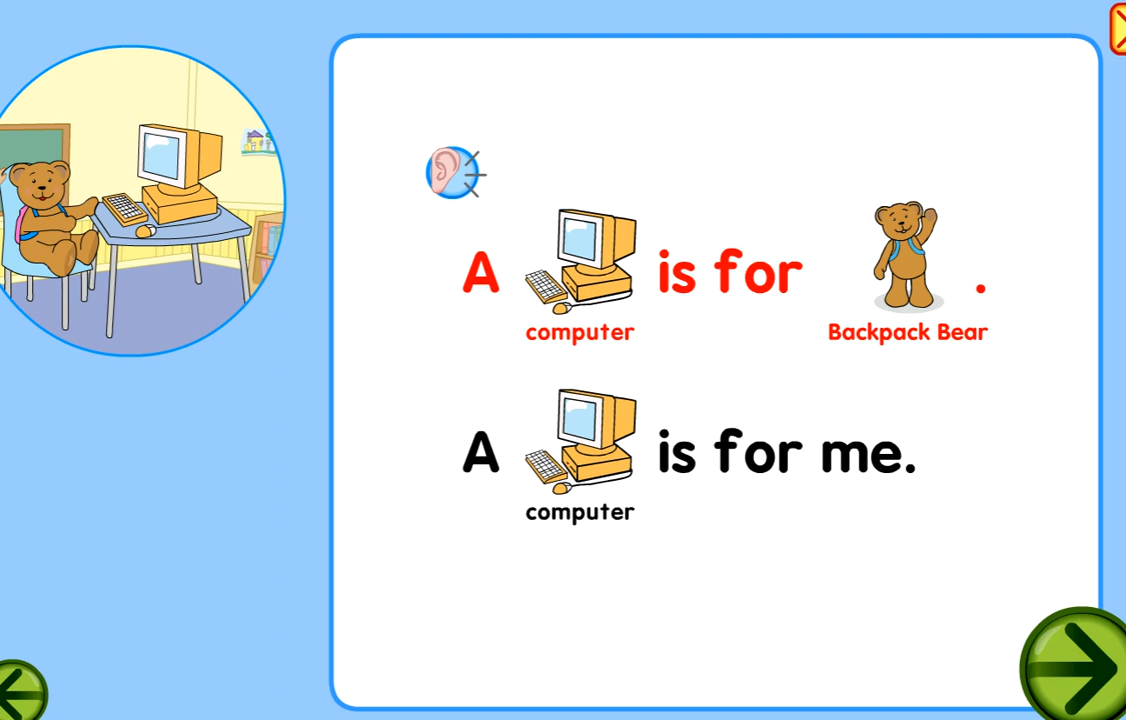 A is for .
computer Backpack Bear
A is for me.
computer